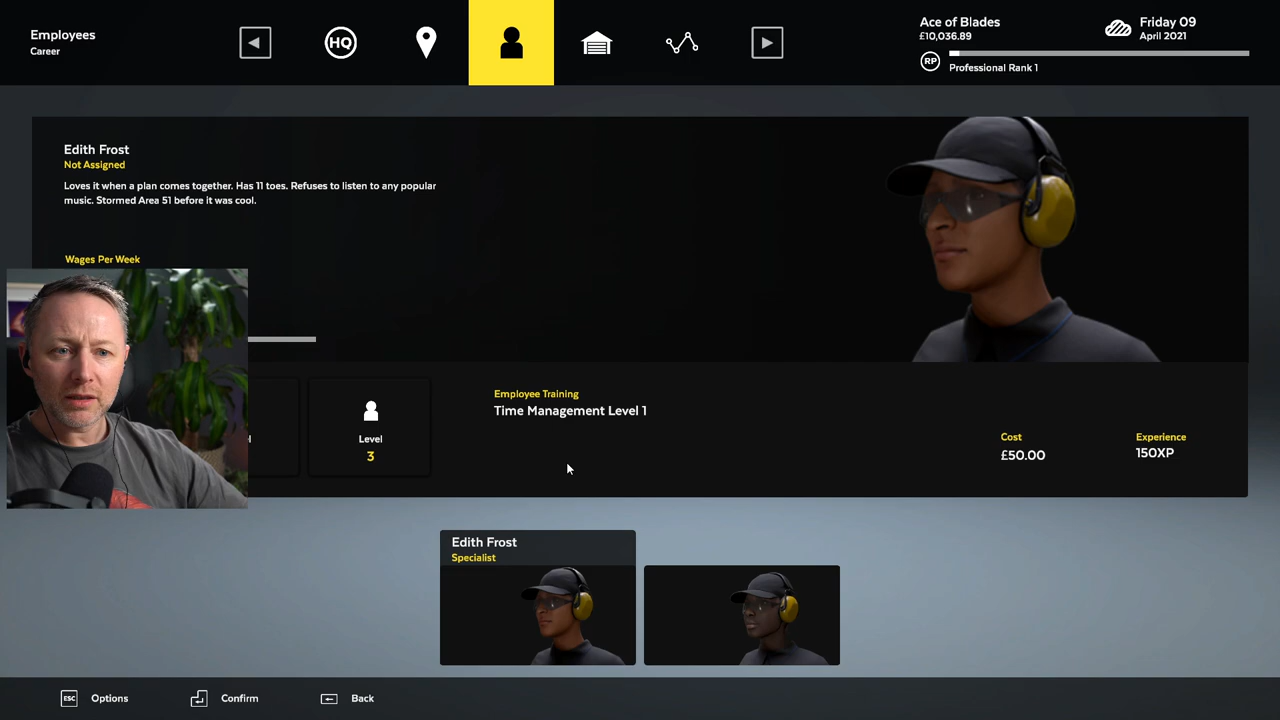 Employees
Career
HQ
Ace of Blades
£10,036.89
Friday 09
April 2021
RP
Professional Rank 1
Edith Frost
Not Assigned
Loves it when a plan comes together. Has 11 toes. Refuses to listen to any popular
music. Stormed Area 51 before it was cool.
Wages Per Week
Level
3
Employee Training
Time Management Level 1
Cost
£50.00
Experience
150XP
Edith Frost
Specialist
ESC Options
Confirm
Back